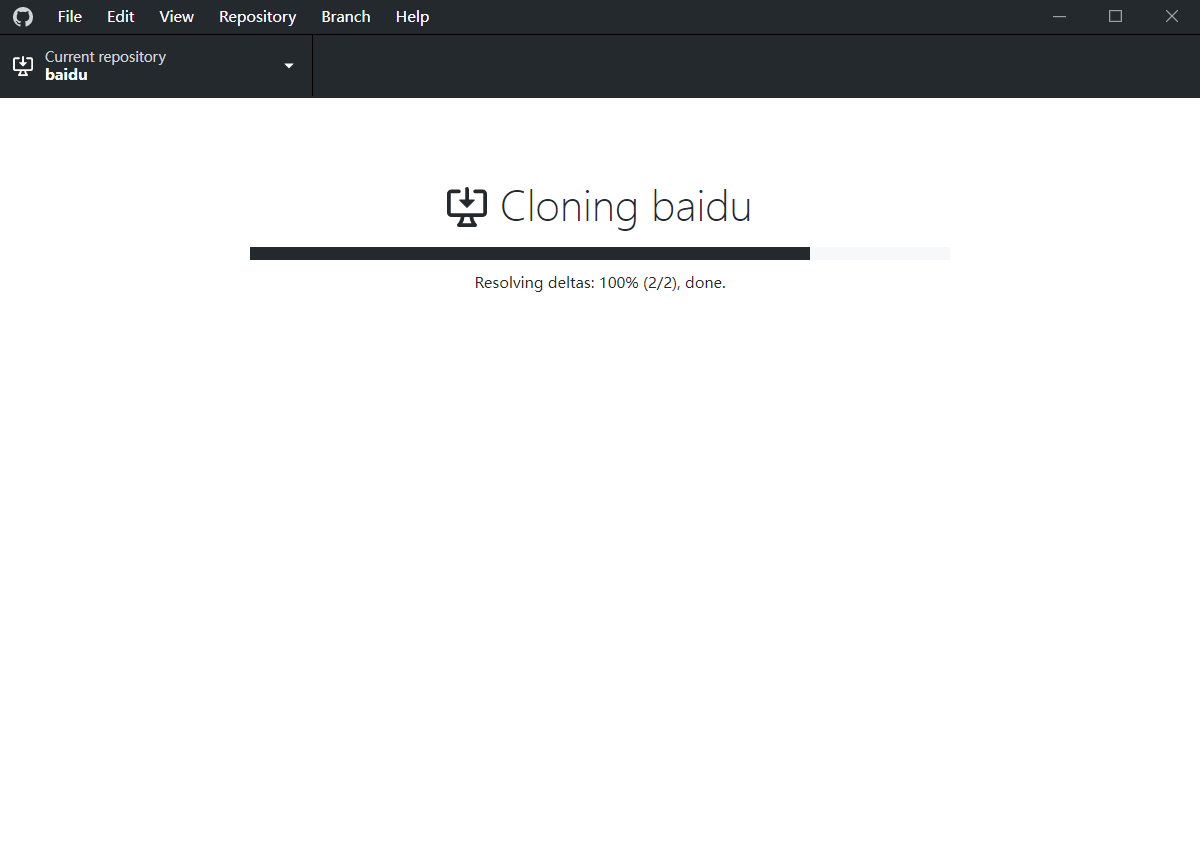 File Edit View Repository Branch Help
Current repository
baidu
Cloning baidu
Resolving deltas: 100% (2/2), done.